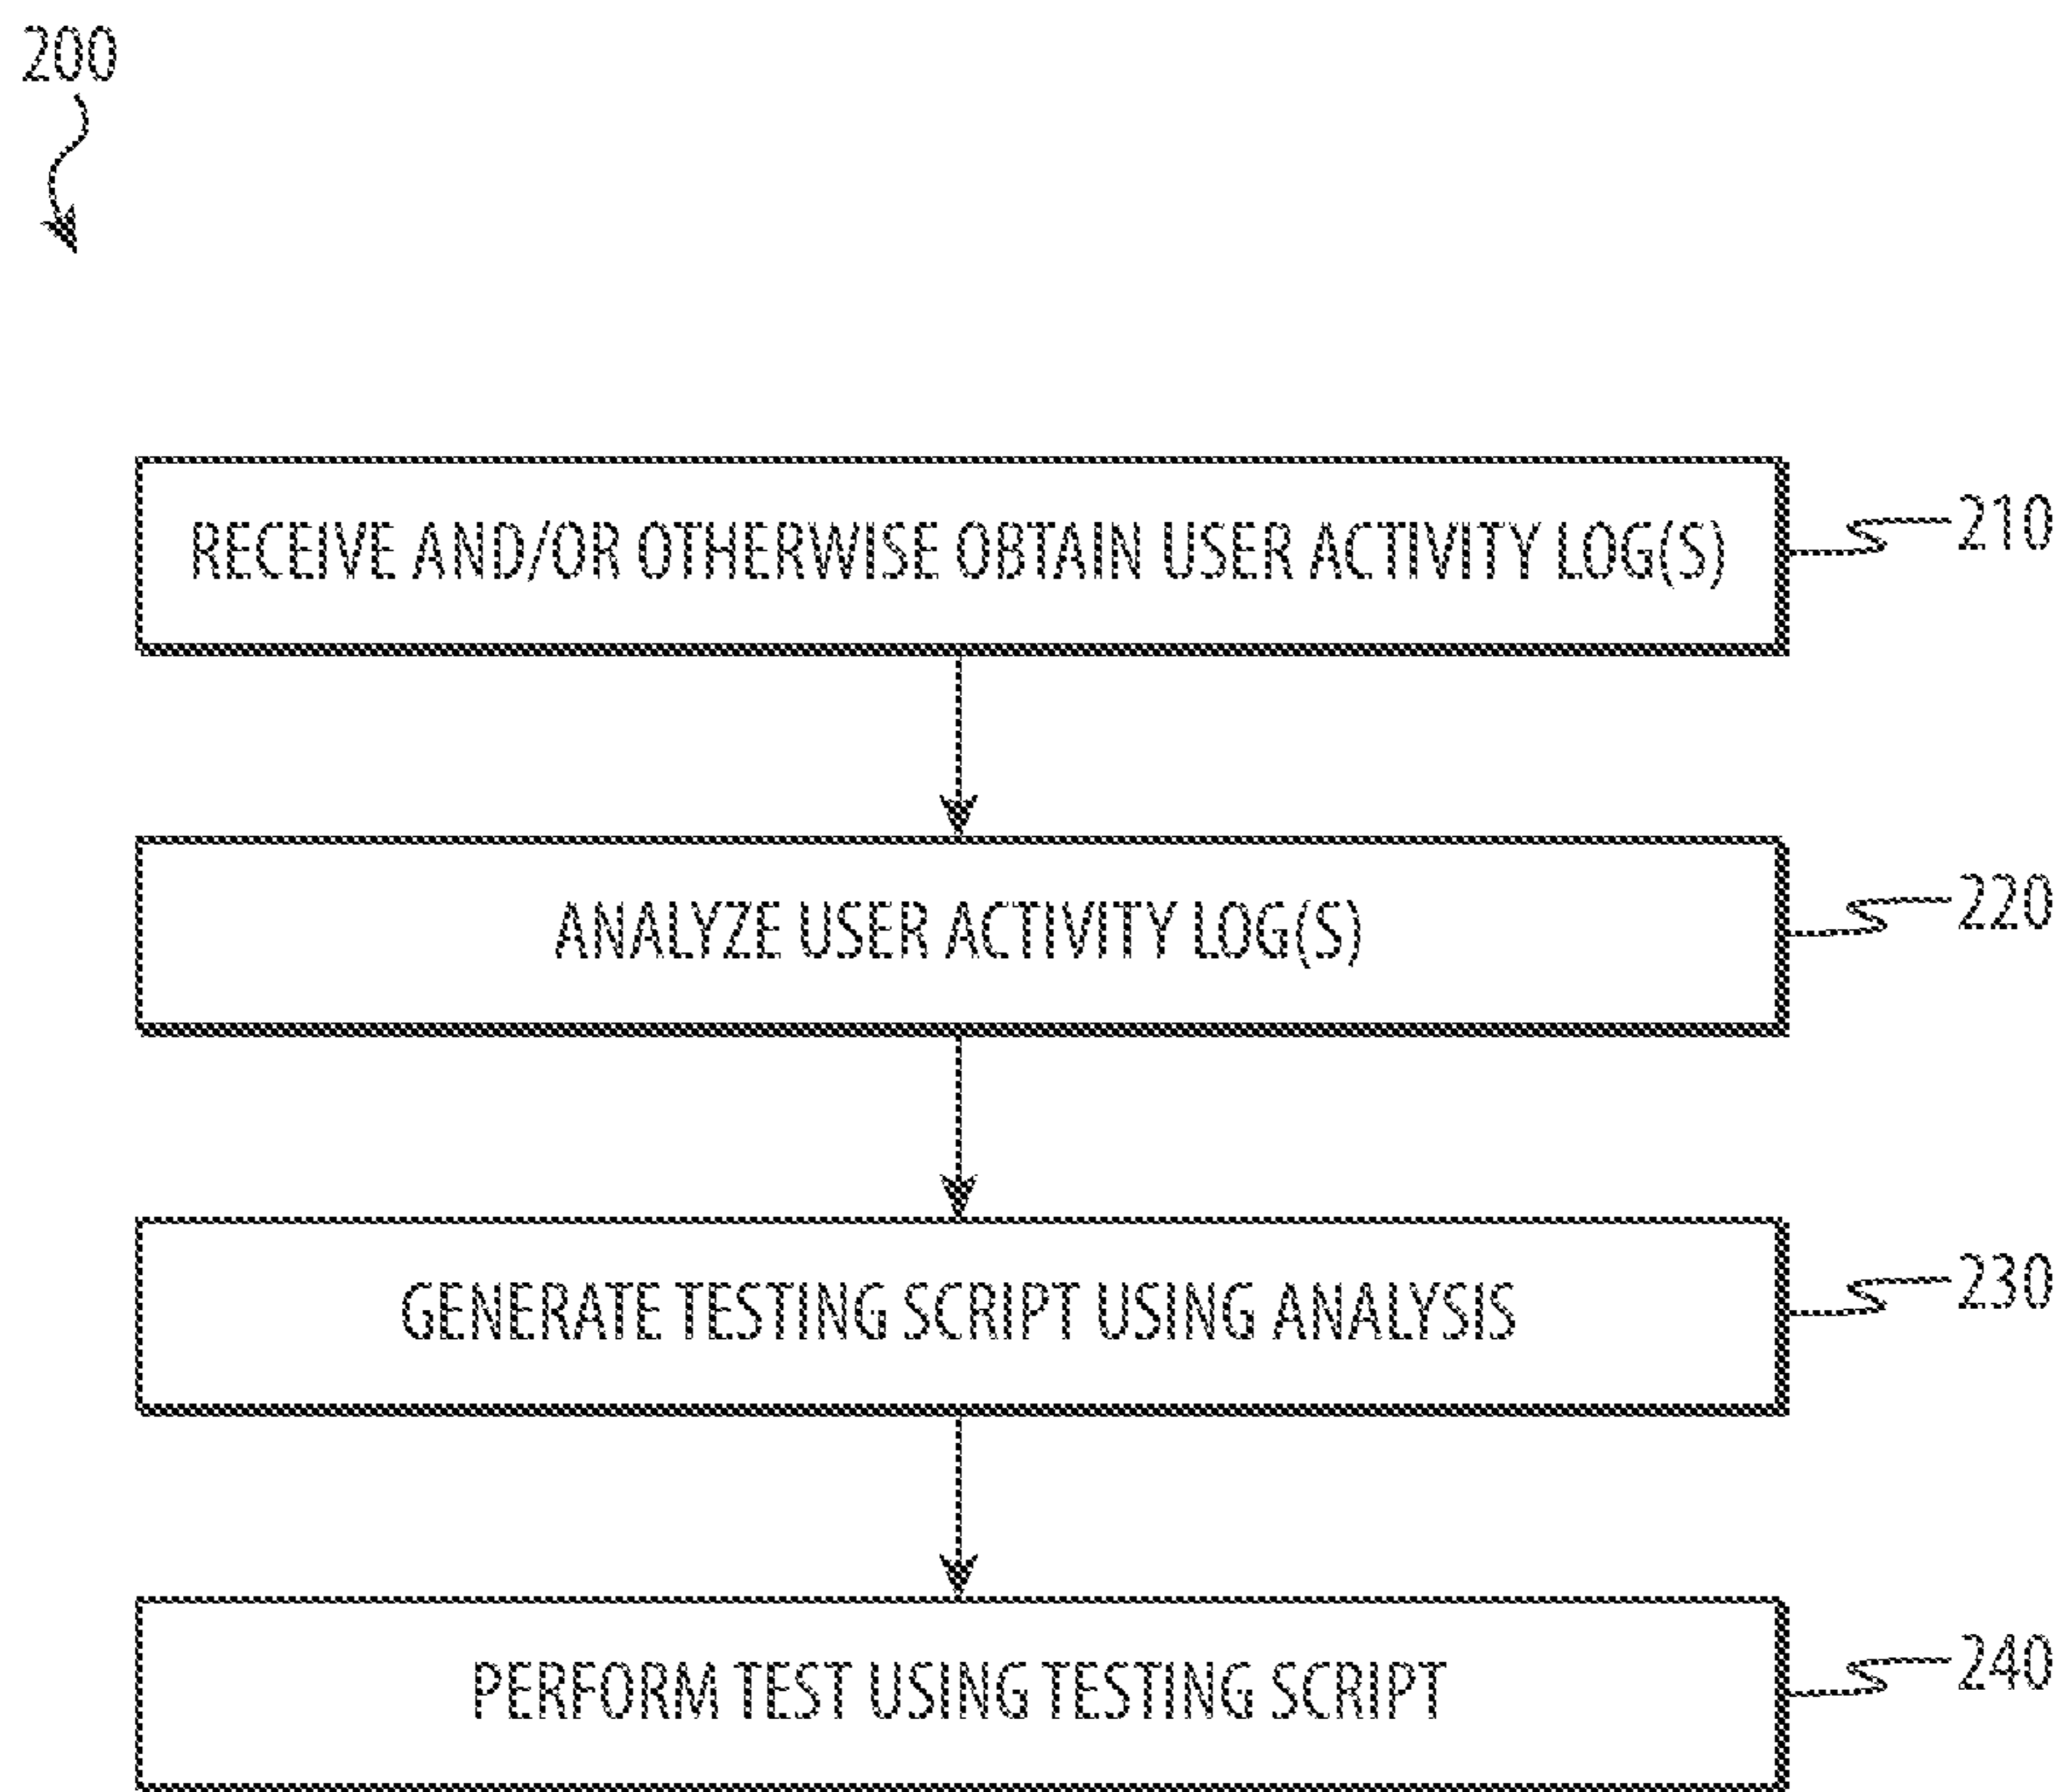 200
RECEIVE AND/OR OTHERWISE OBTAIN USER ACTIVITY LOG(S)
210
ANALYZE USER ACTIVITY LOG(S)
220
GENERATE TESTING SCRIPT USING ANALYSIS
230
PERFORM TEST USING TESTING SCRIPT
240